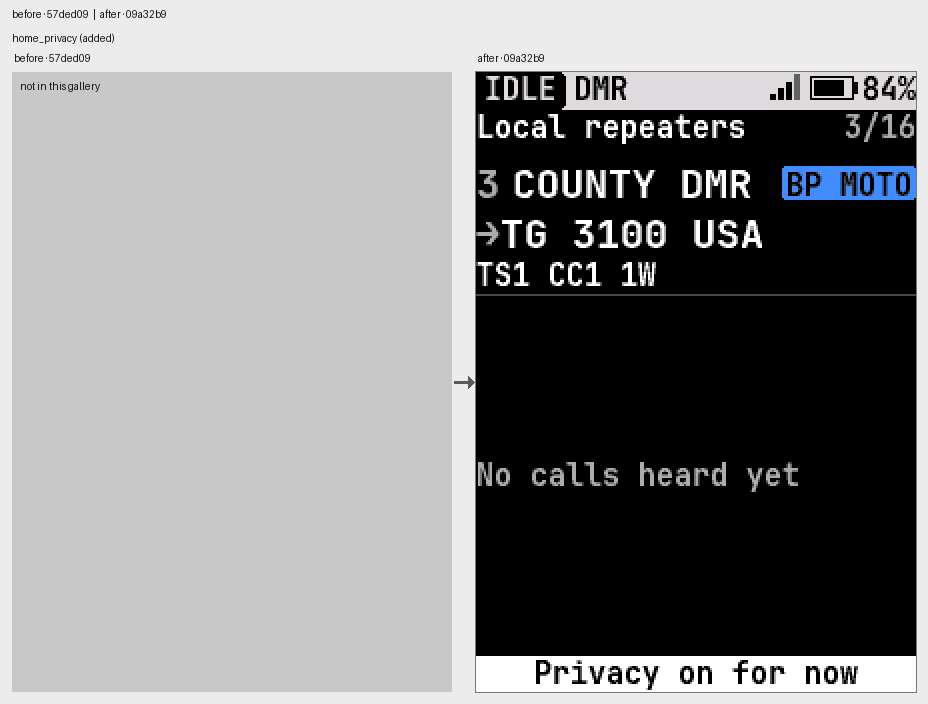 before · 57ded09 | after · 09a32b9
home_privacy (added)
before · 57ded09
after · 09a32b9
not in this gallery
IDLE DMR 84%
Local repeaters 3/16
3 COUNTY DMR BP MOTO
→TG 3100 USA
TS1 CC1 1W
→
No calls heard yet
Privacy on for now